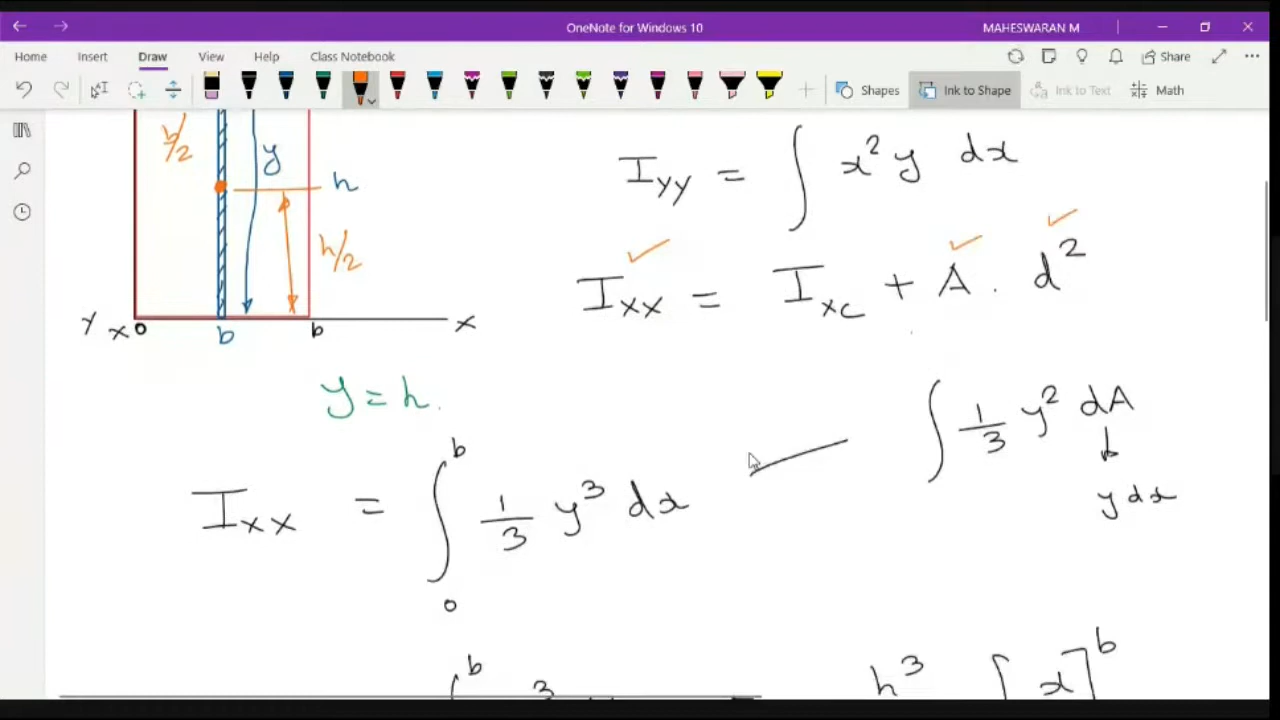 OneNote for Windows 10
MAHESWARAN M
Home Insert Draw View Help Class Notebook
Share
Shapes
Ink to Shape
Ink to Text
Math
b/2
y
h
h/2
y x o b b x
I_yy = ∫ x² y dx
I_xx = I_xc + A . d²
y = h.
∫ 1/3 y² dA
y dx
I_xx = ∫₀ᵇ 1/3 y³ dx
b
3
h³ [x]ᵇ